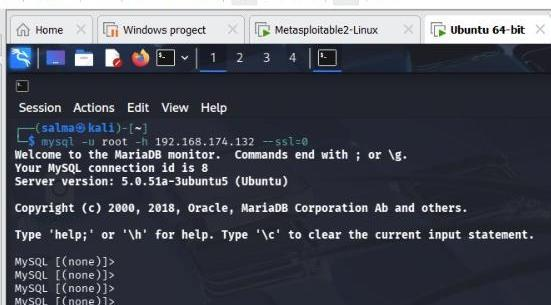 Home Windows progect Metasploitable2-Linux Ubuntu 64-bit
1 2 3 4
Session Actions Edit View Help
(salma㉿kali)-[~]
$ mysql -u root -h 192.168.174.132 --ssl=0
Welcome to the MariaDB monitor. Commands end with ; or \g.
Your MySQL connection id is 8
Server version: 5.0.51a-3ubuntu5 (Ubuntu)
Copyright (c) 2000, 2018, Oracle, MariaDB Corporation Ab and others.
Type 'help;' or '\h' for help. Type '\c' to clear the current input statement.
MySQL [(none)]>
MySQL [(none)]>
MySQL [(none)]>
MySQL [(none)]>